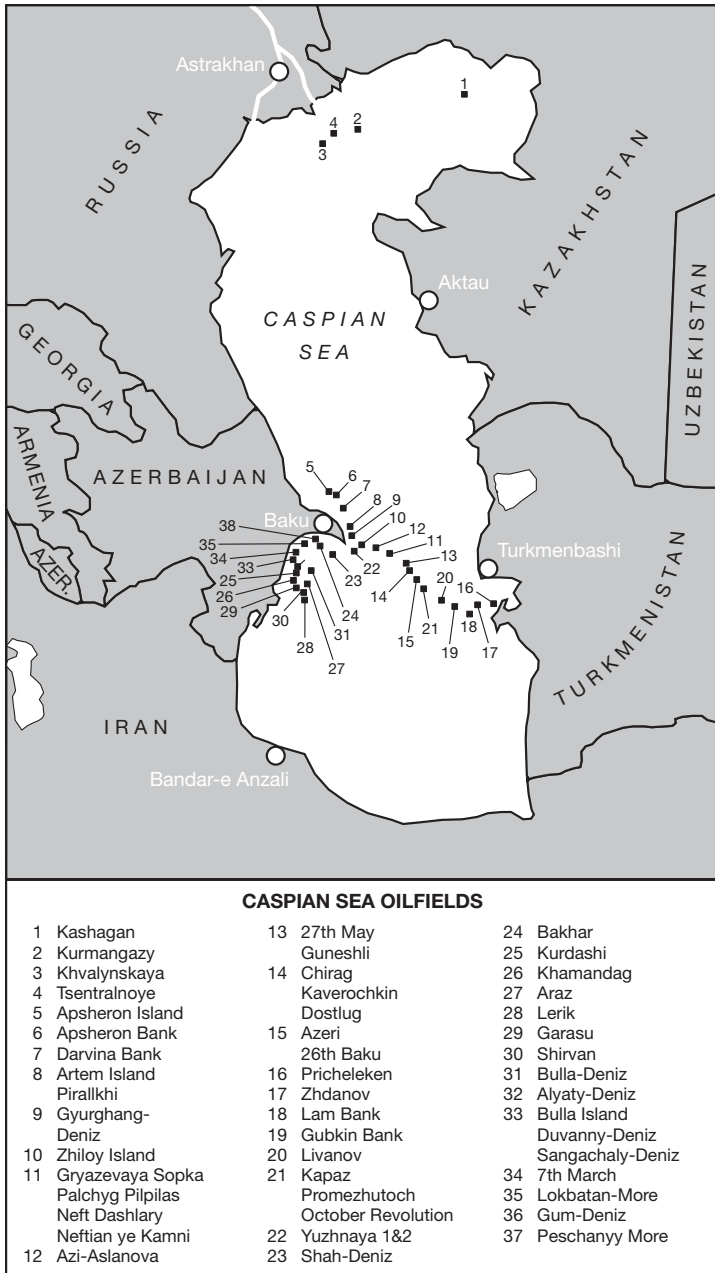 Astrakhan
1
4
2
3
RUSSIA
KAZAKHSTAN
Aktau
CASPIAN
SEA
UZBEKISTAN
GEORGIA
ARMENIA
AZERBAIJAN
AZER.
5
6
7
8
9
10
12
11
13
38
Baku
35
34
33
25
26
29
30
28
27
31
24
23
22
14
15
21
20
19
18
17
16
Turkmenbashi
TURKMENISTAN
IRAN
Bandar-e Anzali
CASPIAN SEA OILFIELDS
1 Kashagan
2 Kurmangazy
3 Khvalynskaya
4 Tsentralnoye
5 Apsheron Island
6 Apsheron Bank
7 Darvina Bank
8 Artem Island
Pirallkhi
9 Gyurghang-
Deniz
10 Zhiloy Island
11 Gryazevaya Sopka
Palchyg Pilpilas
Neft Dashlary
Neftian ye Kamni
12 Azi-Aslanova
13 27th May
Guneshli
14 Chirag
Kaverochkin
Dostlug
15 Azeri
26th Baku
16 Pricheleken
17 Zhdanov
18 Lam Bank
19 Gubkin Bank
20 Livanov
21 Kapaz
Promezhutoch
October Revolution
22 Yuzhnaya 1&2
23 Shah-Deniz
24 Bakhar
25 Kurdashi
26 Khamandag
27 Araz
28 Lerik
29 Garasu
30 Shirvan
31 Bulla-Deniz
32 Alyaty-Deniz
33 Bulla Island
Duvanny-Deniz
Sangachaly-Deniz
34 7th March
35 Lokbatan-More
36 Gum-Deniz
37 Peschanyy More